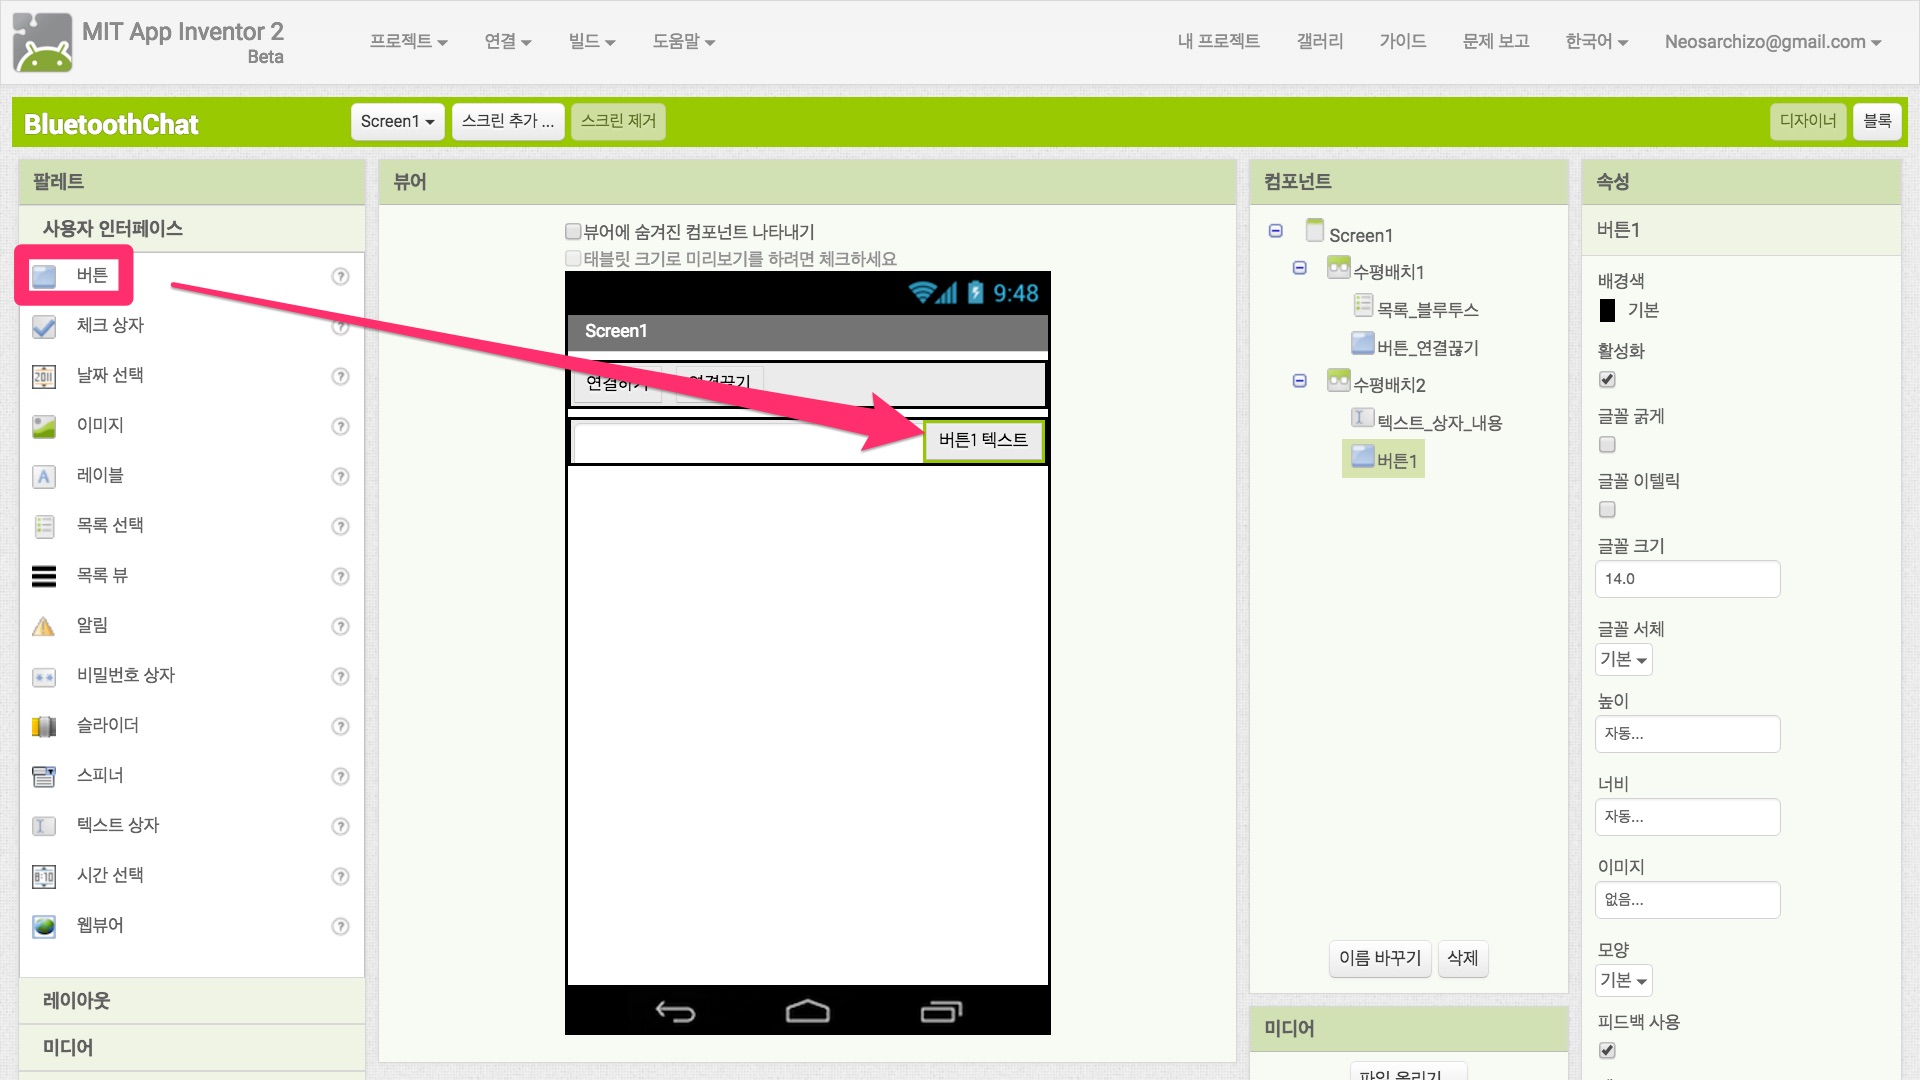 MIT App Inventor 2
Beta
프로젝트
연결
빌드
도움말
내 프로젝트
갤러리
가이드
문제 보고
한국어
Neosarchizo@gmail.com
BluetoothChat
Screen1
스크린 추가 ...
스크린 제거
디자이너
블록
팔레트
사용자 인터페이스
버튼
체크 상자
날짜 선택
이미지
레이블
목록 선택
목록 뷰
알림
비밀번호 상자
슬라이더
스피너
텍스트 상자
시간 선택
웹뷰어
레이아웃
미디어
뷰어
뷰어에 숨겨진 컴포넌트 나타내기
태블릿 크기로 미리보기를 하려면 체크하세요
9:48
Screen1
연결하기
연결끊기
버튼1 텍스트
컴포넌트
Screen1
수평배치1
목록_블루투스
버튼_연결끊기
수평배치2
텍스트_상자_내용
버튼1
이름 바꾸기
삭제
미디어
파일 올리기
속성
버튼1
배경색
기본
활성화
글꼴 굵게
글꼴 이텔릭
글꼴 크기
14.0
글꼴 서체
기본
높이
자동...
너비
자동...
이미지
없음...
모양
기본
피드백 사용